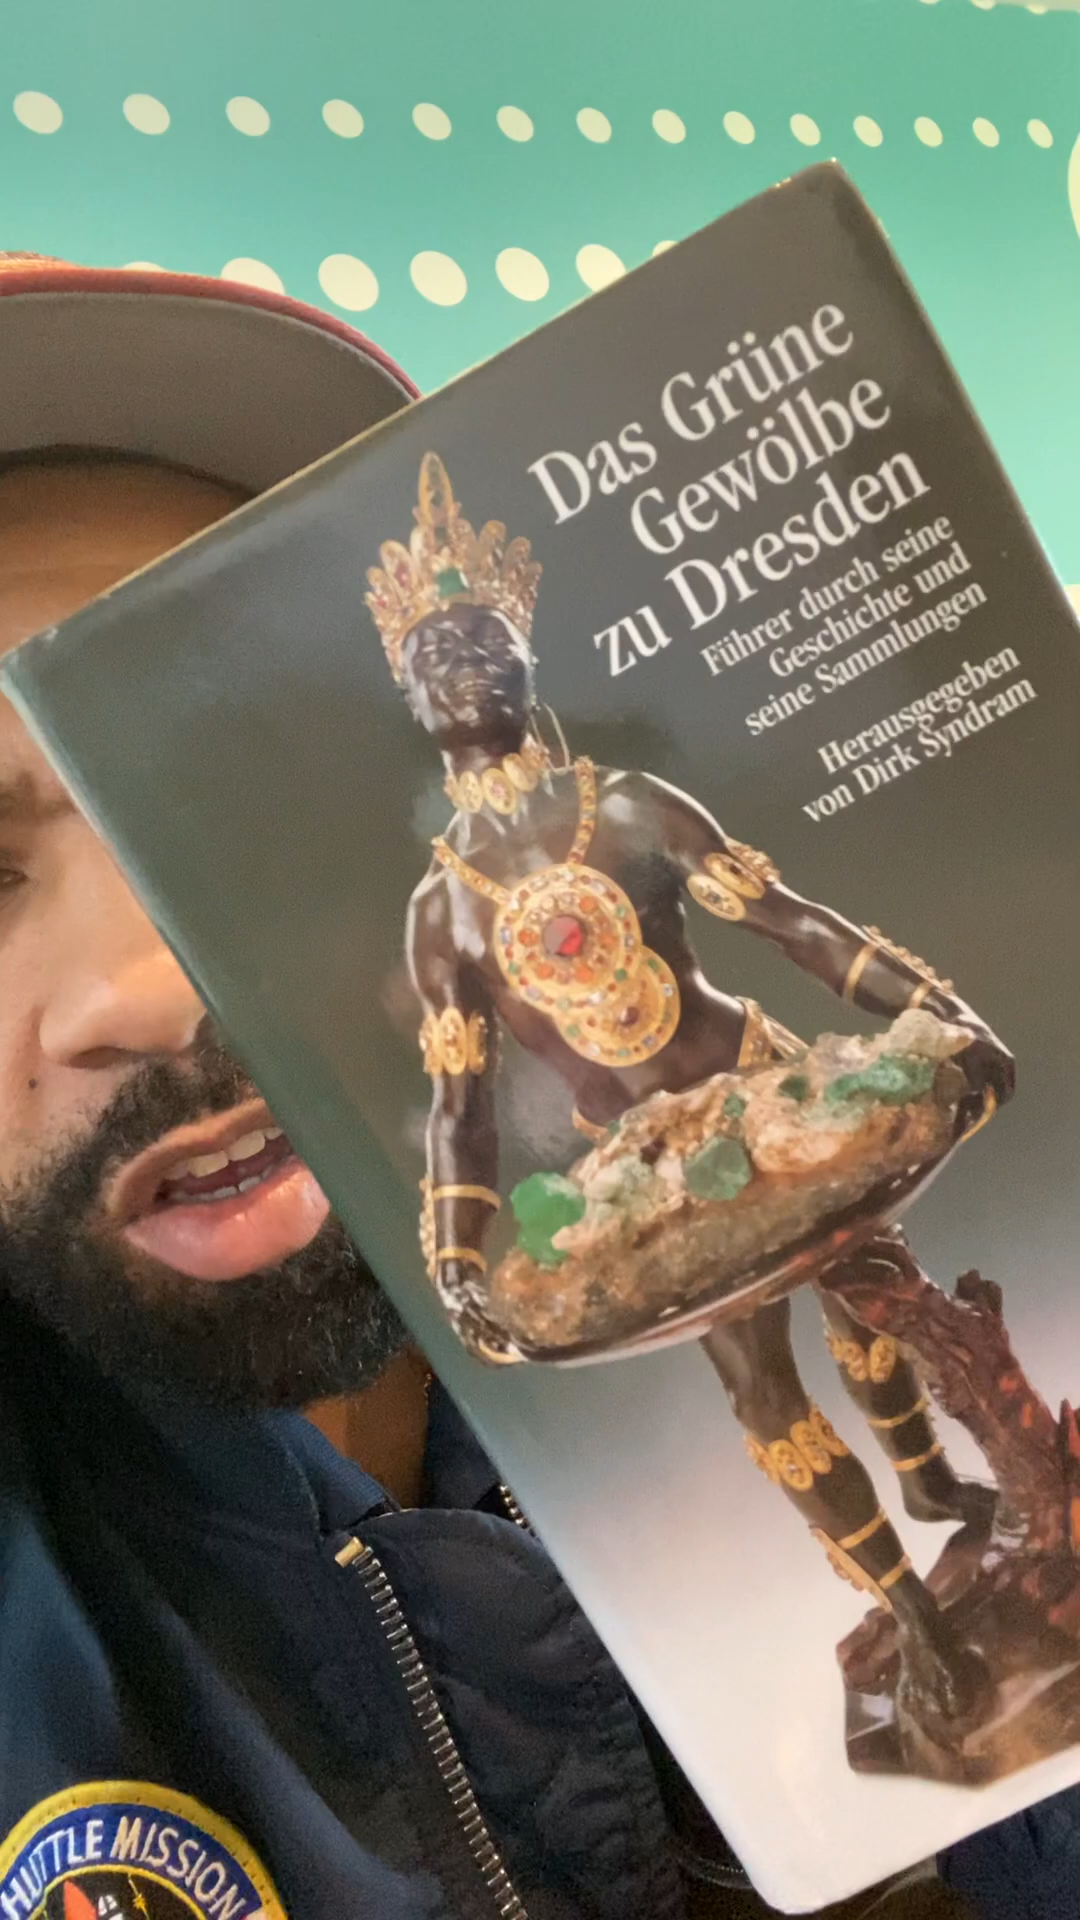 Das Grüne
Gewölbe
zu Dresden
Führer durch seine
Geschichte und
seine Sammlungen
Herausgegeben
von Dirk Syndram
HUTTLE MISSION